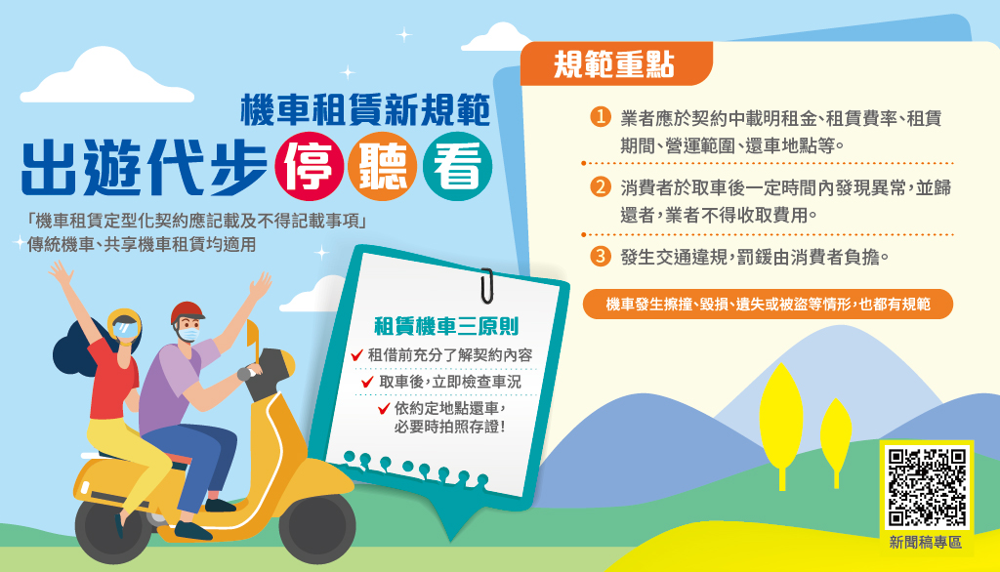 機車租賃新規範
出遊代步停聽看
「機車租賃定型化契約應記載及不得記載事項」
傳統機車、共享機車租賃均適用
租賃機車三原則
租借前充分了解契約內容
取車後，立即檢查車況
依約定地點還車，
必要時拍照存證！
規範重點
1 業者應於契約中載明租金、租賃費率、租賃
期間、營運範圍、還車地點等。
2 消費者於取車後一定時間內發現異常，並歸
還者，業者不得收取費用。
3 發生交通違規，罰鍰由消費者負擔。
機車發生擦撞、毀損、遺失或被盜等情形，也都有規範
新聞稿專區